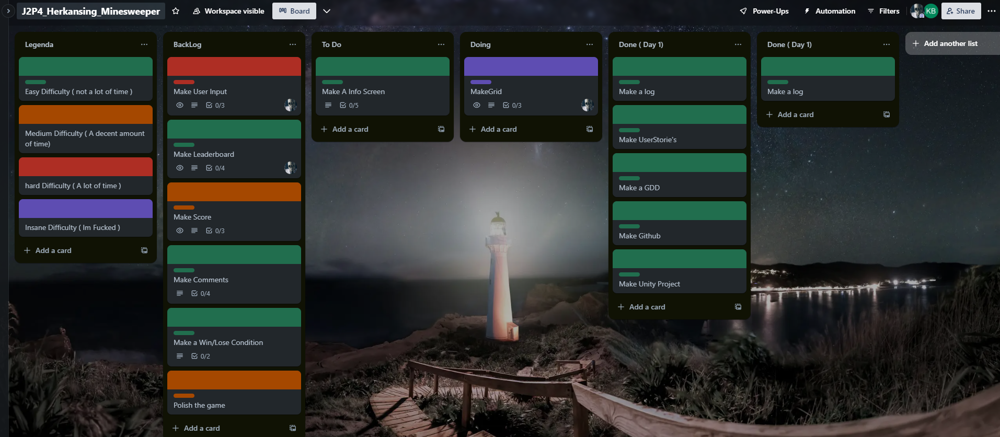 J2P4_Herkansing_Minesweeper
Workspace visible
Board
Power-Ups
Automation
Filters
KB
Share
Legenda
Easy Difficulty ( not a lot of time )
Medium Difficulty ( A decent amount
of time)
hard Difficulty ( A lot of time )
Insane Difficulty ( Im Fucked )
Add a card
BackLog
Make User Input
0/3
Make Leaderboard
0/4
Make Score
0/3
Make Comments
0/4
Make a Win/Lose Condition
0/2
Polish the game
Add a card
To Do
Make A Info Screen
0/5
Add a card
Doing
MakeGrid
0/3
Add a card
Done ( Day 1)
Make a log
Make UserStorie's
Make a GDD
Make Github
Make Unity Project
Add a card
Done ( Day 1)
Make a log
Add a card
Add another list